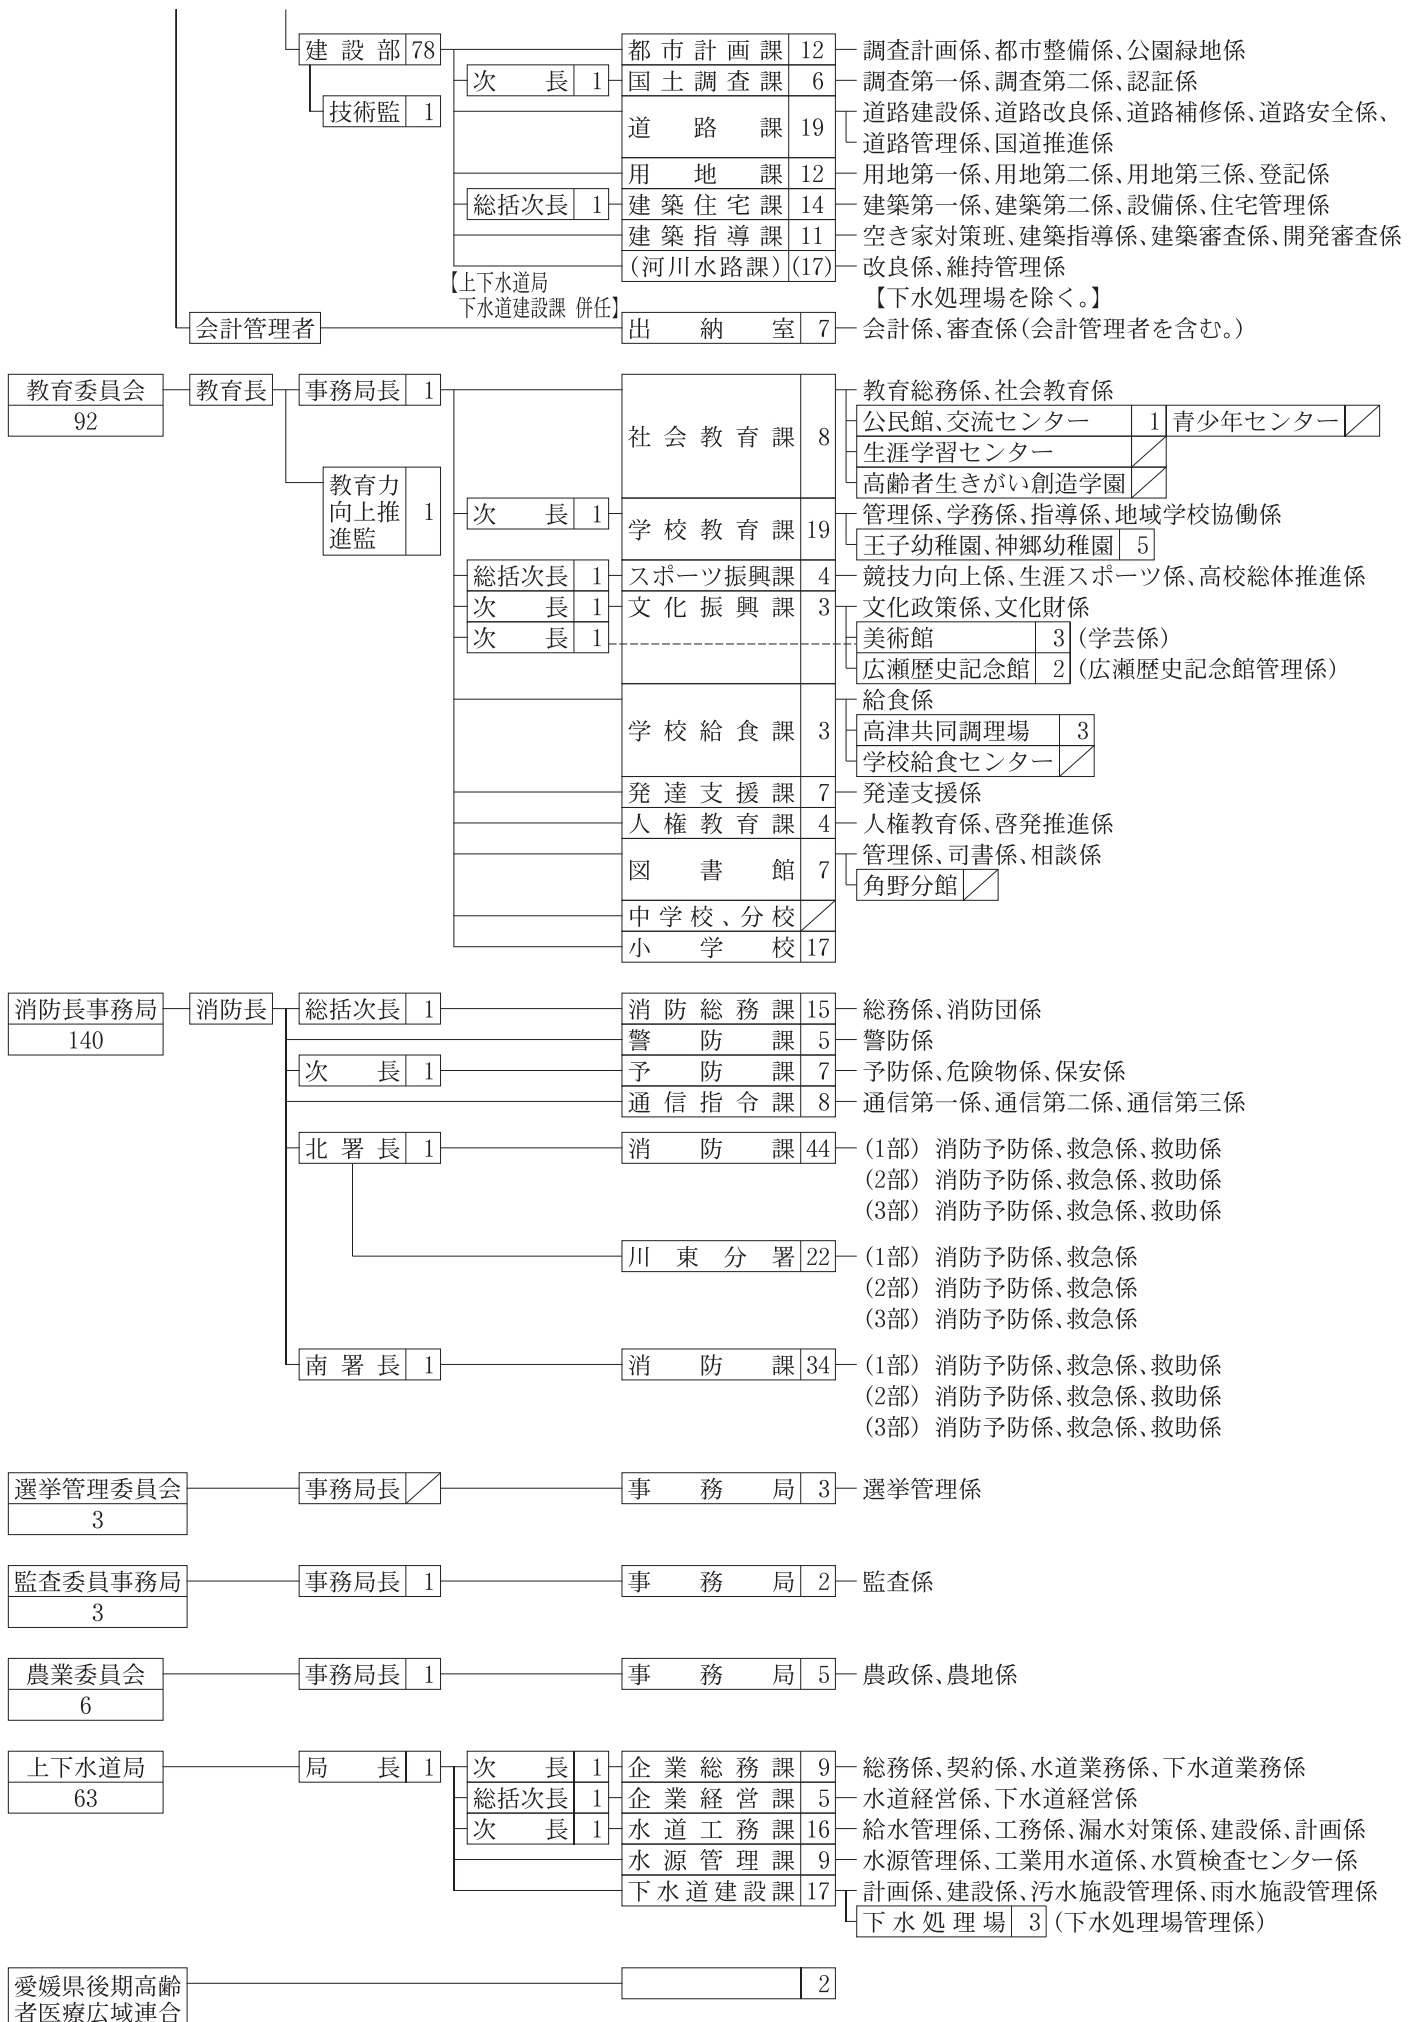 建設部 78 都市計画課 12 調査計画係、都市整備係、公園緑地係
次長 1 国土調査課 6 調査第一係、調査第二係、認証係
技術監 1 道路課 19 道路建設係、道路改良係、道路補修係、道路安全係、
道路管理係、国道推進係
用地課 12 用地第一係、用地第二係、用地第三係、登記係
総括次長 1 建築住宅課 14 建築第一係、建築第二係、設備係、住宅管理係
建築指導課 11 空き家対策班、建築指導係、建築審査係、開発審査係
(河川水路課) (17) 改良係、維持管理係
【上下水道局
下水道建設課 併任】
【下水処理場を除く。】
会計管理者 出納室 7 会計係、審査係(会計管理者を含む。)
教育委員会 教育長 事務局長 1 教育総務係、社会教育係
92
社会教育課 8
公民館、交流センター 1 青少年センター
生涯学習センター
高齢者生きがい創造学園
教育力
向上推
進監
1
次長 1 学校教育課 19 管理係、学務係、指導係、地域学校協働係
王子幼稚園、神郷幼稚園 5
総括次長 1 スポーツ振興課 4 競技力向上係、生涯スポーツ係、高校総体推進係
次長 1 文化振興課 3 文化政策係、文化財係
次長 1 美術館 3 (学芸係)
広瀬歴史記念館 2 (広瀬歴史記念館管理係)
給食係
学校給食課 3
高津共同調理場 3
学校給食センター
発達支援課 7 発達支援係
人権教育課 4 人権教育係、啓発推進係
図書館 7 管理係、司書係、相談係
角野分館
中学校、分校
小学校 17
消防長事務局 消防長 総括次長 1 消防総務課 15 総務係、消防団係
140 警防課 5 警防係
次長 1 予防課 7 予防係、危険物係、保安係
通信指令課 8 通信第一係、通信第二係、通信第三係
北署長 1 消防課 44 (1部) 消防予防係、救急係、救助係
(2部) 消防予防係、救急係、救助係
(3部) 消防予防係、救急係、救助係
川東分署 22 (1部) 消防予防係、救急係
(2部) 消防予防係、救急係
(3部) 消防予防係、救急係
南署長 1 消防課 34 (1部) 消防予防係、救急係、救助係
(2部) 消防予防係、救急係、救助係
(3部) 消防予防係、救急係、救助係
選挙管理委員会 事務局長 事務局 3 選挙管理係
3
監査委員事務局 事務局長 1 事務局 2 監査係
3
農業委員会 事務局長 1 事務局 5 農政係、農地係
6
上下水道局 局長 1 次長 1 企業総務課 9 総務係、契約係、水道業務係、下水道業務係
63 総括次長 1 企業経営課 5 水道経営係、下水道経営係
次長 1 水道工務課 16 給水管理係、工務係、漏水対策係、建設係、計画係
水源管理課 9 水源管理係、工業用水道係、水質検査センター係
下水道建設課 17 計画係、建設係、汚水施設管理係、雨水施設管理係
下水処理場 3 (下水処理場管理係)
愛媛県後期高齢 2
者医療広域連合